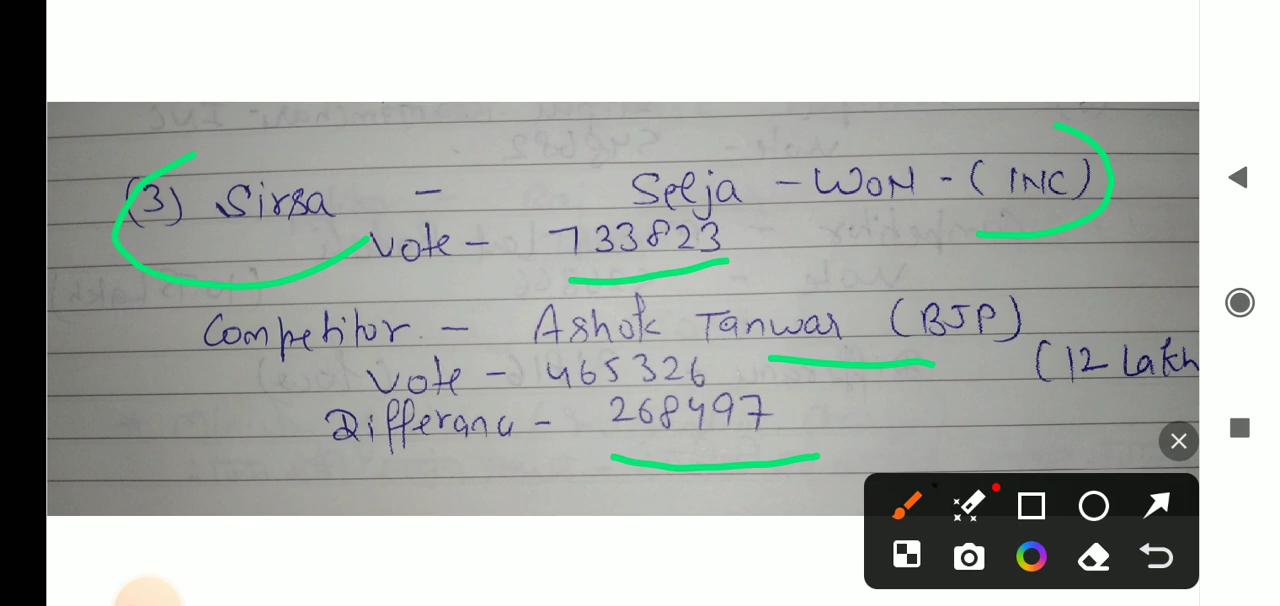 (3) Sirsa - Selja - WON - (INC)
Vote - 733823
Competitor. - Ashok Tanwar (BJP)
(12 Lakh
Vote - 465326
Differanc - 268497